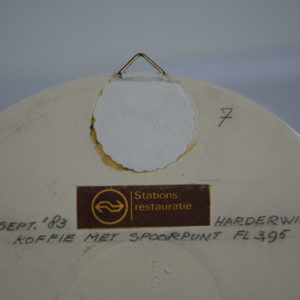 7
Stations-
restauratie
SEPT. '83 HARDERWI
KOFFIE MET SPOORPUNT FL 3,95